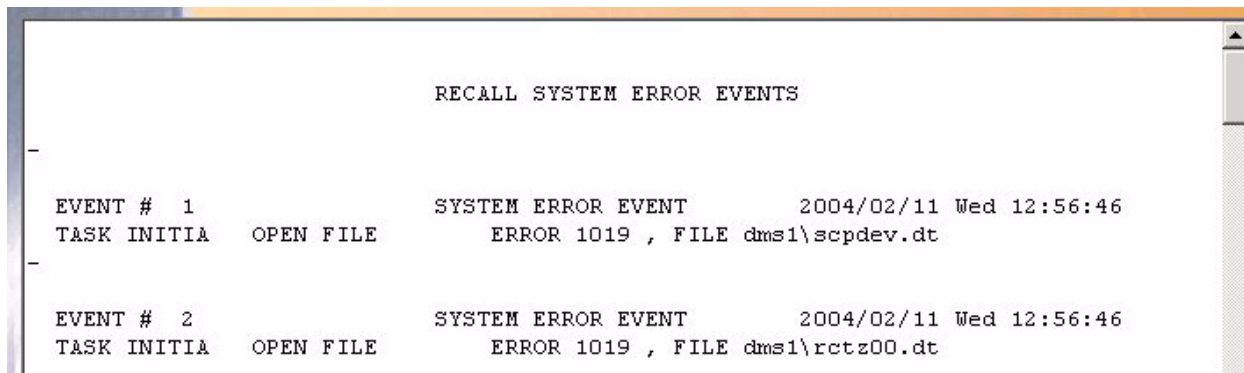 RECALL SYSTEM ERROR EVENTS
EVENT # 1 SYSTEM ERROR EVENT 2004/02/11 Wed 12:56:46
TASK INITIA OPEN FILE ERROR 1019 , FILE dms1\scpdev.dt
EVENT # 2 SYSTEM ERROR EVENT 2004/02/11 Wed 12:56:46
TASK INITIA OPEN FILE ERROR 1019 , FILE dms1\rctz00.dt